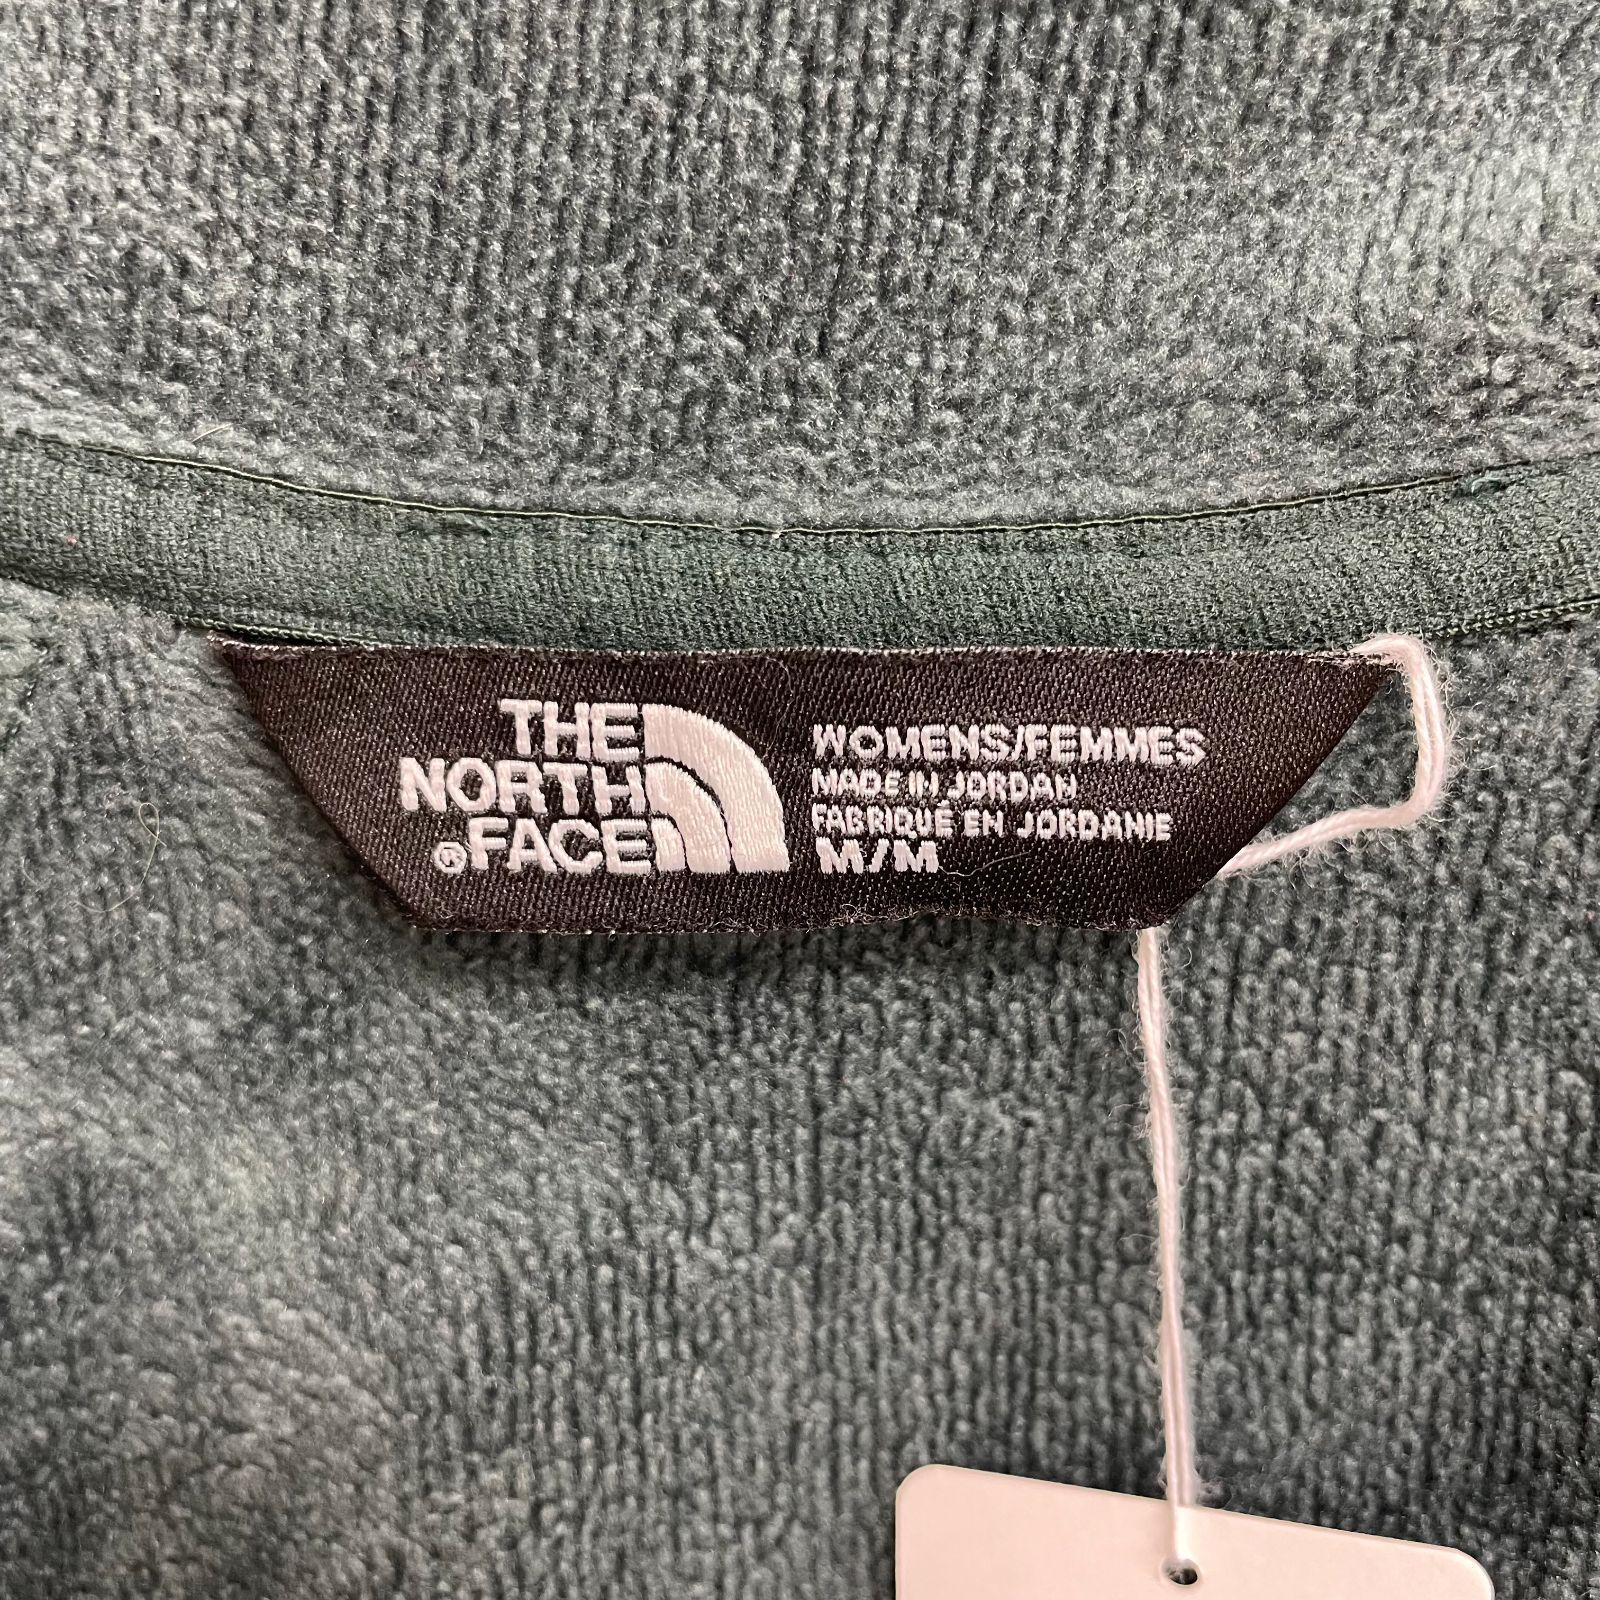 THE
NORTH
®FACE
WOMENS/FEMMES
MADE IN JORDAN
FABRIQUÉ EN JORDANIE
M/M